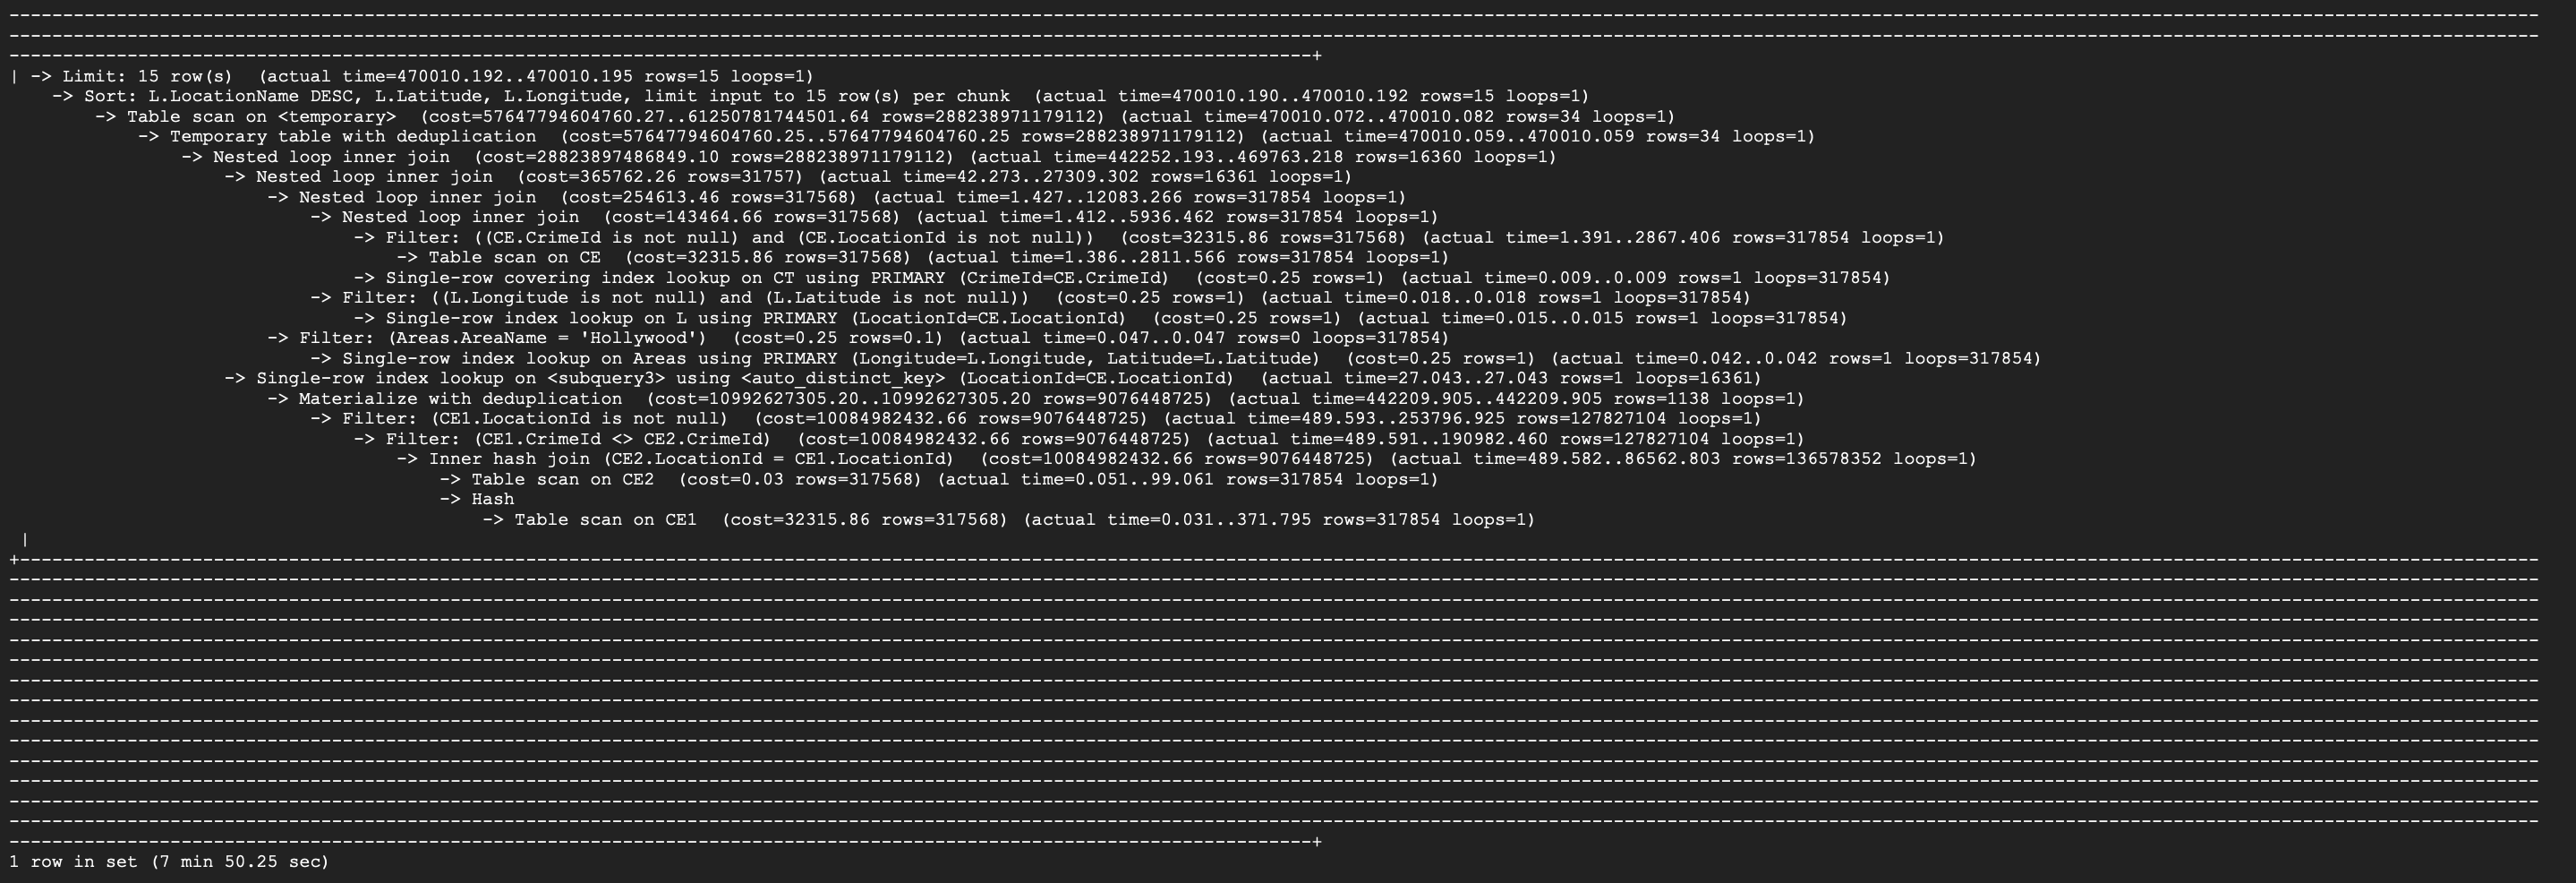 | -> Limit: 15 row(s)  (actual time=470010.192..470010.195 rows=15 loops=1)
    -> Sort: L.LocationName DESC, L.Latitude, L.Longitude, limit input to 15 row(s) per chunk  (actual time=470010.190..470010.192 rows=15 loops=1)
        -> Table scan on <temporary>  (cost=57647794604760.27..61250781744501.64 rows=288238971179112) (actual time=470010.072..470010.082 rows=34 loops=1)
            -> Temporary table with deduplication  (cost=57647794604760.25..57647794604760.25 rows=288238971179112) (actual time=470010.059..470010.059 rows=34 loops=1)
                -> Nested loop inner join  (cost=28823897486849.10 rows=288238971179112) (actual time=442252.193..469763.218 rows=16360 loops=1)
                    -> Nested loop inner join  (cost=365762.26 rows=31757) (actual time=42.273..27309.302 rows=16361 loops=1)
                        -> Nested loop inner join  (cost=254613.46 rows=317568) (actual time=1.427..12083.266 rows=317854 loops=1)
                            -> Nested loop inner join  (cost=143464.66 rows=317568) (actual time=1.412..5936.462 rows=317854 loops=1)
                                -> Filter: ((CE.CrimeId is not null) and (CE.LocationId is not null))  (cost=32315.86 rows=317568) (actual time=1.391..2867.406 rows=317854 loops=1)
                                    -> Table scan on CE  (cost=32315.86 rows=317568) (actual time=1.386..2811.566 rows=317854 loops=1)
                                -> Single-row covering index lookup on CT using PRIMARY (CrimeId=CE.CrimeId)  (cost=0.25 rows=1) (actual time=0.009..0.009 rows=1 loops=317854)
                            -> Filter: ((L.Longitude is not null) and (L.Latitude is not null))  (cost=0.25 rows=1) (actual time=0.018..0.018 rows=1 loops=317854)
                                -> Single-row index lookup on L using PRIMARY (LocationId=CE.LocationId)  (cost=0.25 rows=1) (actual time=0.015..0.015 rows=1 loops=317854)
                        -> Filter: (Areas.AreaName = 'Hollywood')  (cost=0.25 rows=0.1) (actual time=0.047..0.047 rows=0 loops=317854)
                            -> Single-row index lookup on Areas using PRIMARY (Longitude=L.Longitude, Latitude=L.Latitude)  (cost=0.25 rows=1) (actual time=0.042..0.042 rows=1 loops=317854)
                    -> Single-row index lookup on <subquery3> using <auto_distinct_key> (LocationId=CE.LocationId)  (actual time=27.043..27.043 rows=1 loops=16361)
                        -> Materialize with deduplication  (cost=10992627305.20..10992627305.20 rows=9076448725) (actual time=442209.905..442209.905 rows=1138 loops=1)
                            -> Filter: (CE1.LocationId is not null)  (cost=10084982432.66 rows=9076448725) (actual time=489.593..253796.925 rows=127827104 loops=1)
                                -> Filter: (CE1.CrimeId <> CE2.CrimeId)  (cost=10084982432.66 rows=9076448725) (actual time=489.591..190982.460 rows=127827104 loops=1)
                                    -> Inner hash join (CE2.LocationId = CE1.LocationId)  (cost=10084982432.66 rows=9076448725) (actual time=489.582..86562.803 rows=136578352 loops=1)
                                        -> Table scan on CE2  (cost=0.03 rows=317568) (actual time=0.051..99.061 rows=317854 loops=1)
                                        -> Hash
                                            -> Table scan on CE1  (cost=32315.86 rows=317568) (actual time=0.031..371.795 rows=317854 loops=1)
 |
1 row in set (7 min 50.25 sec)